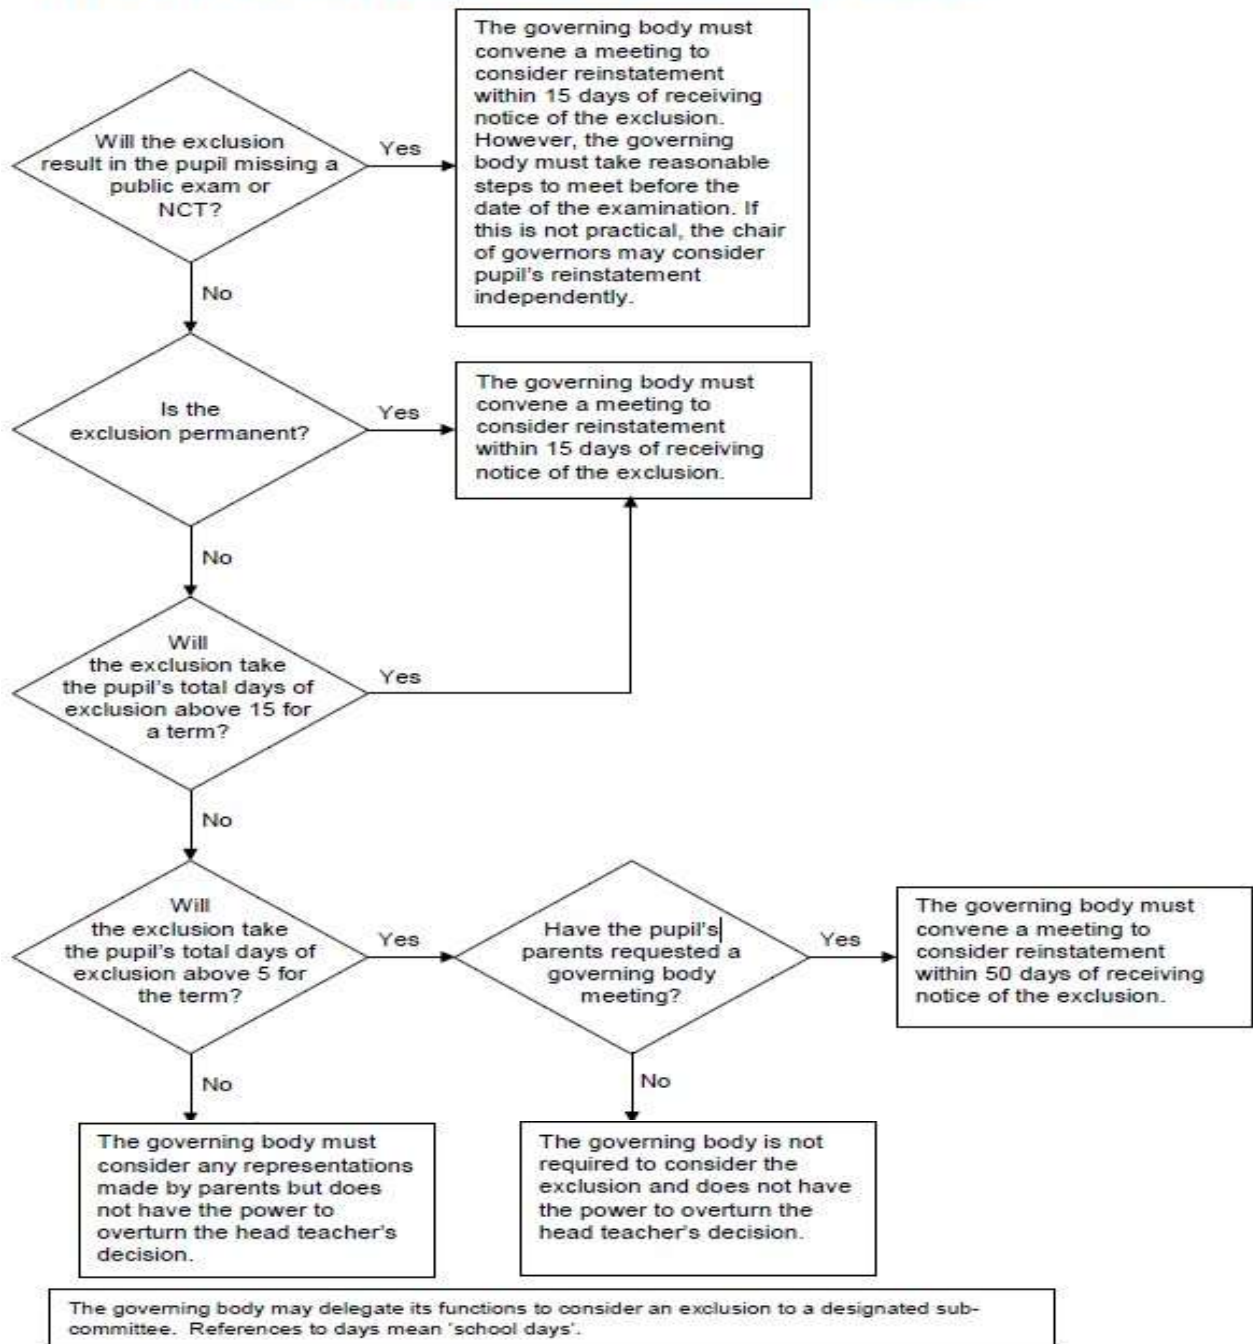 The governing body must
convene a meeting to
consider reinstatement
within 15 days of receiving
notice of the exclusion.
However, the governing
body must take reasonable
steps to meet before the
date of the examination. If
this is not practical, the chair
of governors may consider
pupil's reinstatement
independently.
Will the exclusion
result in the pupil missing a
public exam or
NCT?
Yes
No
Is the
exclusion permanent?
Yes
The governing body must
convene a meeting to
consider reinstatement
within 15 days of receiving
notice of the exclusion.
No
Will
the exclusion take
the pupil's total days of
exclusion above 15 for
a term?
Yes
No
Will
the exclusion take
the pupil's total days of
exclusion above 5 for
the term?
Yes
Have the pupil's
parents requested a
governing body
meeting?
Yes
The governing body must
convene a meeting to
consider reinstatement
within 50 days of receiving
notice of the exclusion.
No
No
The governing body must
consider any representations
made by parents but does
not have the power to
overturn the head teacher's
decision.
The governing body is not
required to consider the
exclusion and does not have
the power to overturn the
head teacher's decision.
The governing body may delegate its functions to consider an exclusion to a designated sub-
committee. References to days mean 'school days'.